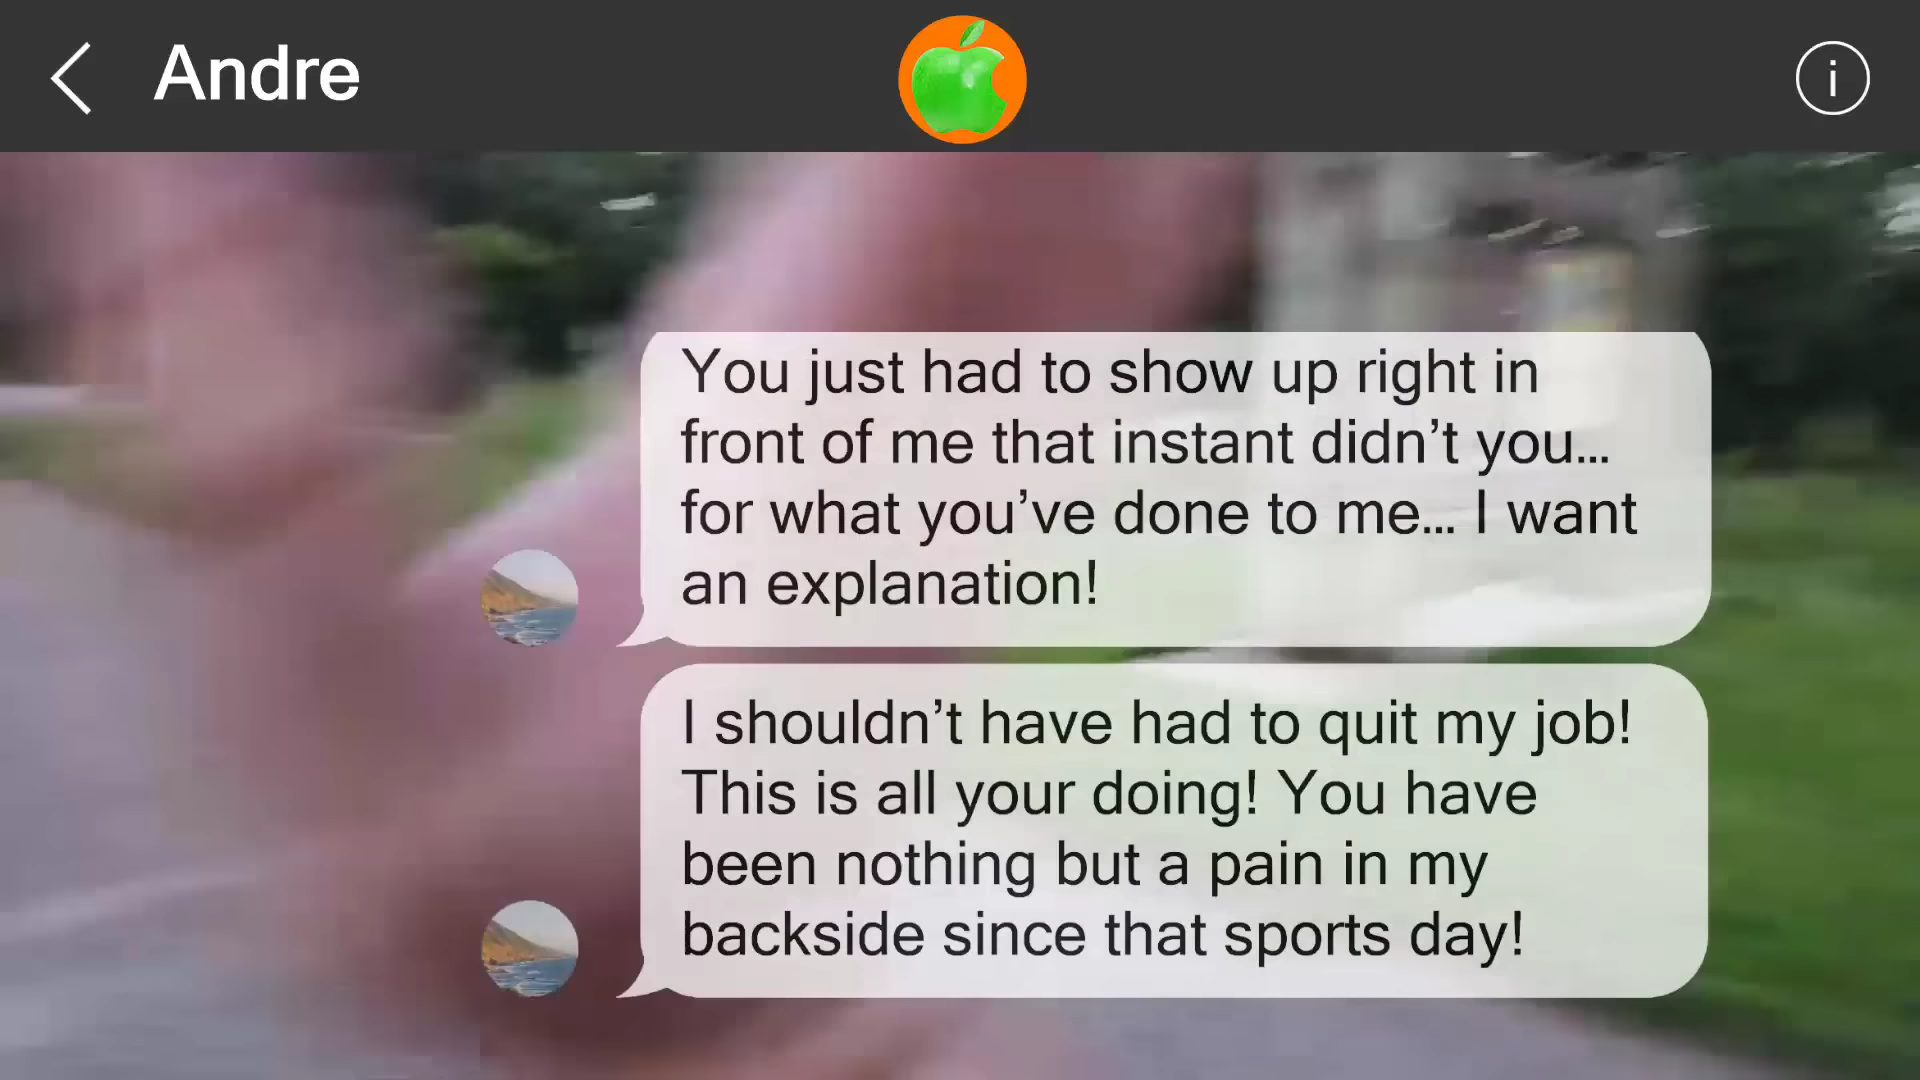 Andre
i
You just had to show up right in
front of me that instant didn’t you...
for what you’ve done to me... I want
an explanation!
I shouldn’t have had to quit my job!
This is all your doing! You have
been nothing but a pain in my
backside since that sports day!